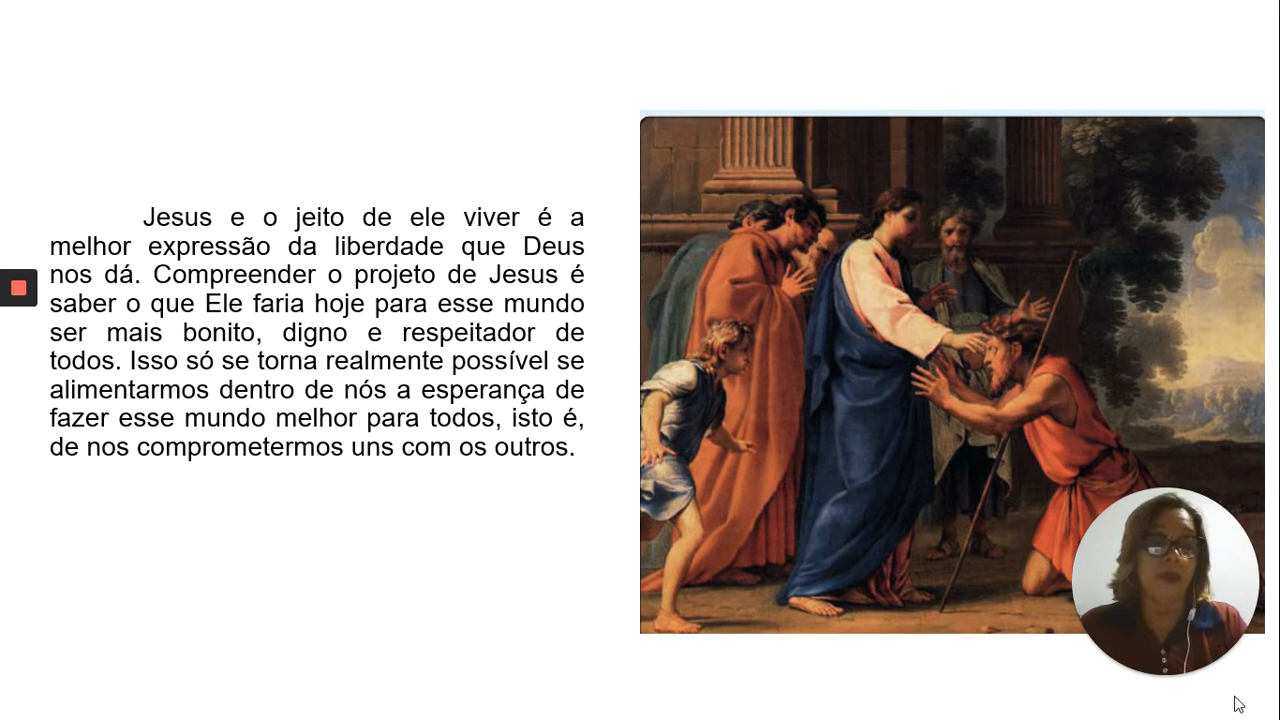 Jesus e o jeito de ele viver é a
melhor expressão da liberdade que Deus
nos dá. Compreender o projeto de Jesus é
saber o que Ele faria hoje para esse mundo
ser mais bonito, digno e respeitador de
todos. Isso só se torna realmente possível se
alimentarmos dentro de nós a esperança de
fazer esse mundo melhor para todos, isto é,
de nos comprometermos uns com os outros.